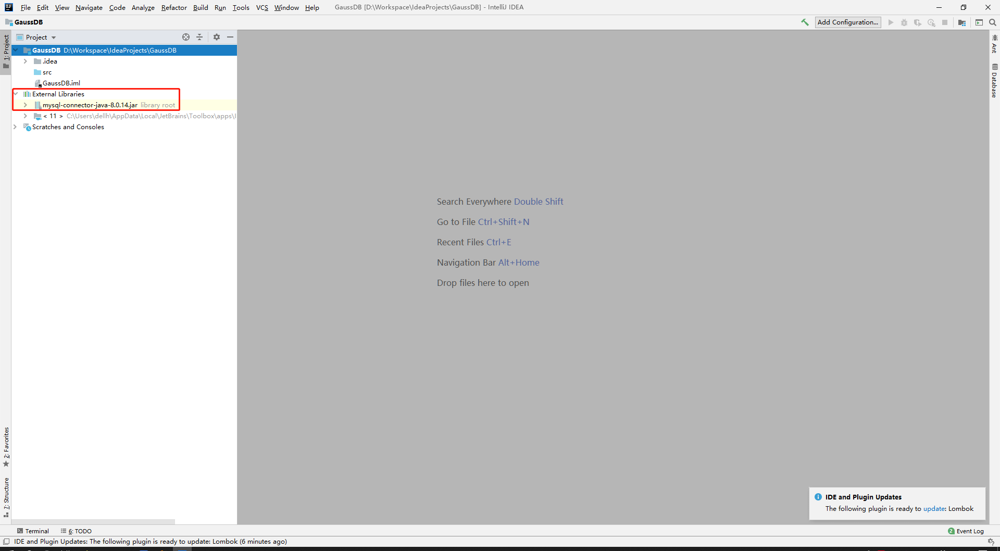 File Edit View Navigate Code Analyze Refactor Build Run Tools VCS Window Help GaussDB [D:\Workspace\IdeaProjects\GaussDB] - IntelliJ IDEA
GaussDB Add Configuration...
1: Project
Project
GaussDB D:\Workspace\IdeaProjects\GaussDB
.idea
src
GaussDB.iml
External Libraries
mysql-connector-java-8.0.14.jar library root
< 11 > C:\Users\dellh\AppData\Local\JetBrains\Toolbox\apps\I
Scratches and Consoles
Ant
Database
Search Everywhere Double Shift
Go to File Ctrl+Shift+N
Recent Files Ctrl+E
Navigation Bar Alt+Home
Drop files here to open
2: Favorites
7: Structure
IDE and Plugin Updates
The following plugin is ready to update: Lombok
Terminal 6: TODO 2 Event Log
IDE and Plugin Updates: The following plugin is ready to update: Lombok (6 minutes ago)